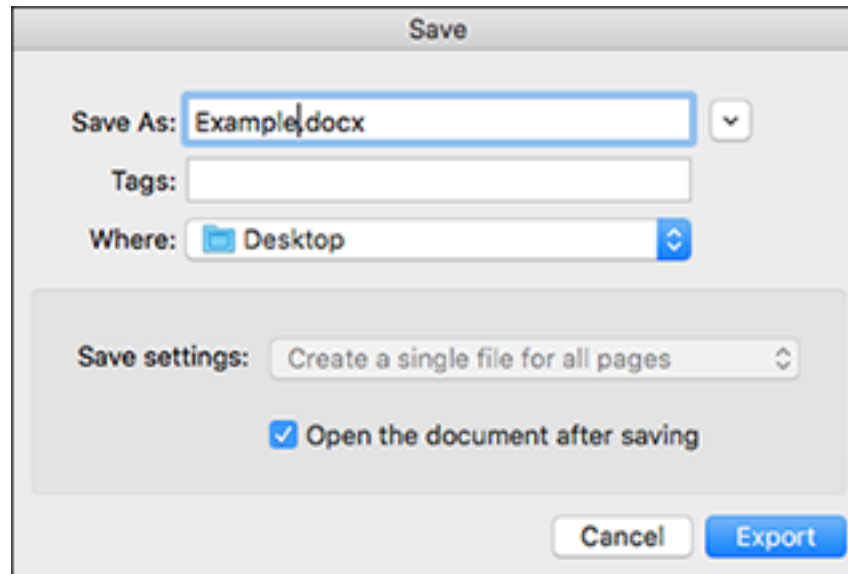 Save
Save As: Example.docx
Tags:
Where: Desktop
Save settings: Create a single file for all pages
Open the document after saving
Cancel Export